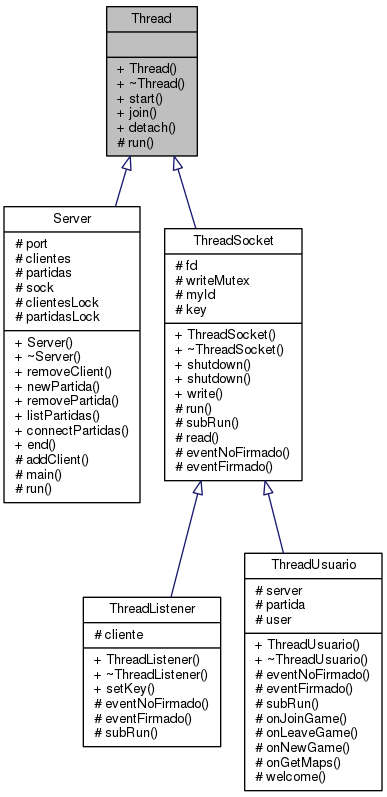 Thread
+ Thread()
+ ~Thread()
+ start()
+ join()
+ detach()
# run()
Server
# port
# clientes
# partidas
# sock
# clientesLock
# partidasLock
+ Server()
+ ~Server()
+ removeClient()
+ newPartida()
+ removePartida()
+ listPartidas()
+ connectPartidas()
+ end()
# addClient()
# main()
# run()
ThreadSocket
# fd
# writeMutex
# myId
# key
+ ThreadSocket()
+ ~ThreadSocket()
+ shutdown()
+ shutdown()
+ write()
# run()
# subRun()
# read()
# eventNoFirmado()
# eventFirmado()
ThreadListener
# cliente
+ ThreadListener()
+ ~ThreadListener()
+ setKey()
# eventNoFirmado()
# eventFirmado()
# subRun()
ThreadUsuario
# server
# partida
# user
+ ThreadUsuario()
+ ~ThreadUsuario()
# eventNoFirmado()
# eventFirmado()
# subRun()
# onJoinGame()
# onLeaveGame()
# onNewGame()
# onGetMaps()
# welcome()